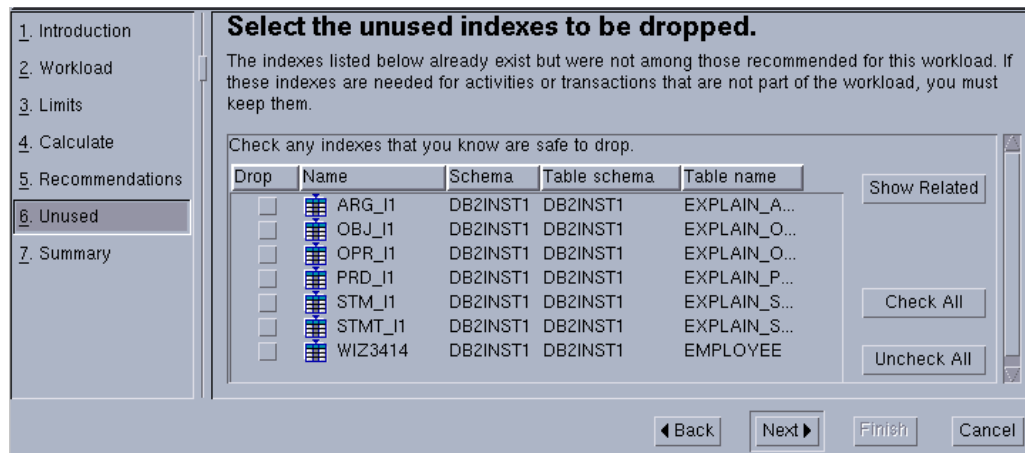 1. Introduction
2. Workload
3. Limits
4. Calculate
5. Recommendations
6. Unused
7. Summary
Select the unused indexes to be dropped.
The indexes listed below already exist but were not among those recommended for this workload. If
these indexes are needed for activities or transactions that are not part of the workload, you must
keep them.
Check any indexes that you know are safe to drop.
Drop Name Schema Table schema Table name
ARG_I1 DB2INST1 DB2INST1 EXPLAIN_A...
OBJ_I1 DB2INST1 DB2INST1 EXPLAIN_O...
OPR_I1 DB2INST1 DB2INST1 EXPLAIN_O...
PRD_I1 DB2INST1 DB2INST1 EXPLAIN_P...
STM_I1 DB2INST1 DB2INST1 EXPLAIN_S...
STMT_I1 DB2INST1 DB2INST1 EXPLAIN_S...
WIZ3414 DB2INST1 DB2INST1 EMPLOYEE
Show Related
Check All
Uncheck All
Back Next Finish Cancel